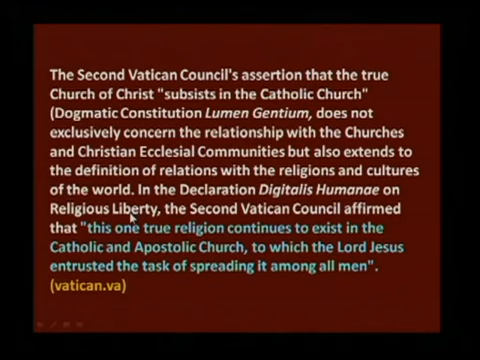 The Second Vatican Council's assertion that the true
Church of Christ "subsists in the Catholic Church"
(Dogmatic Constitution Lumen Gentium, does not
exclusively concern the relationship with the Churches
and Christian Ecclesial Communities but also extends to
the definition of relations with the religions and cultures
of the world. In the Declaration Digitalis Humanae on
Religious Liberty, the Second Vatican Council affirmed
that "this one true religion continues to exist in the
Catholic and Apostolic Church, to which the Lord Jesus
entrusted the task of spreading it among all men".
(vatican.va)